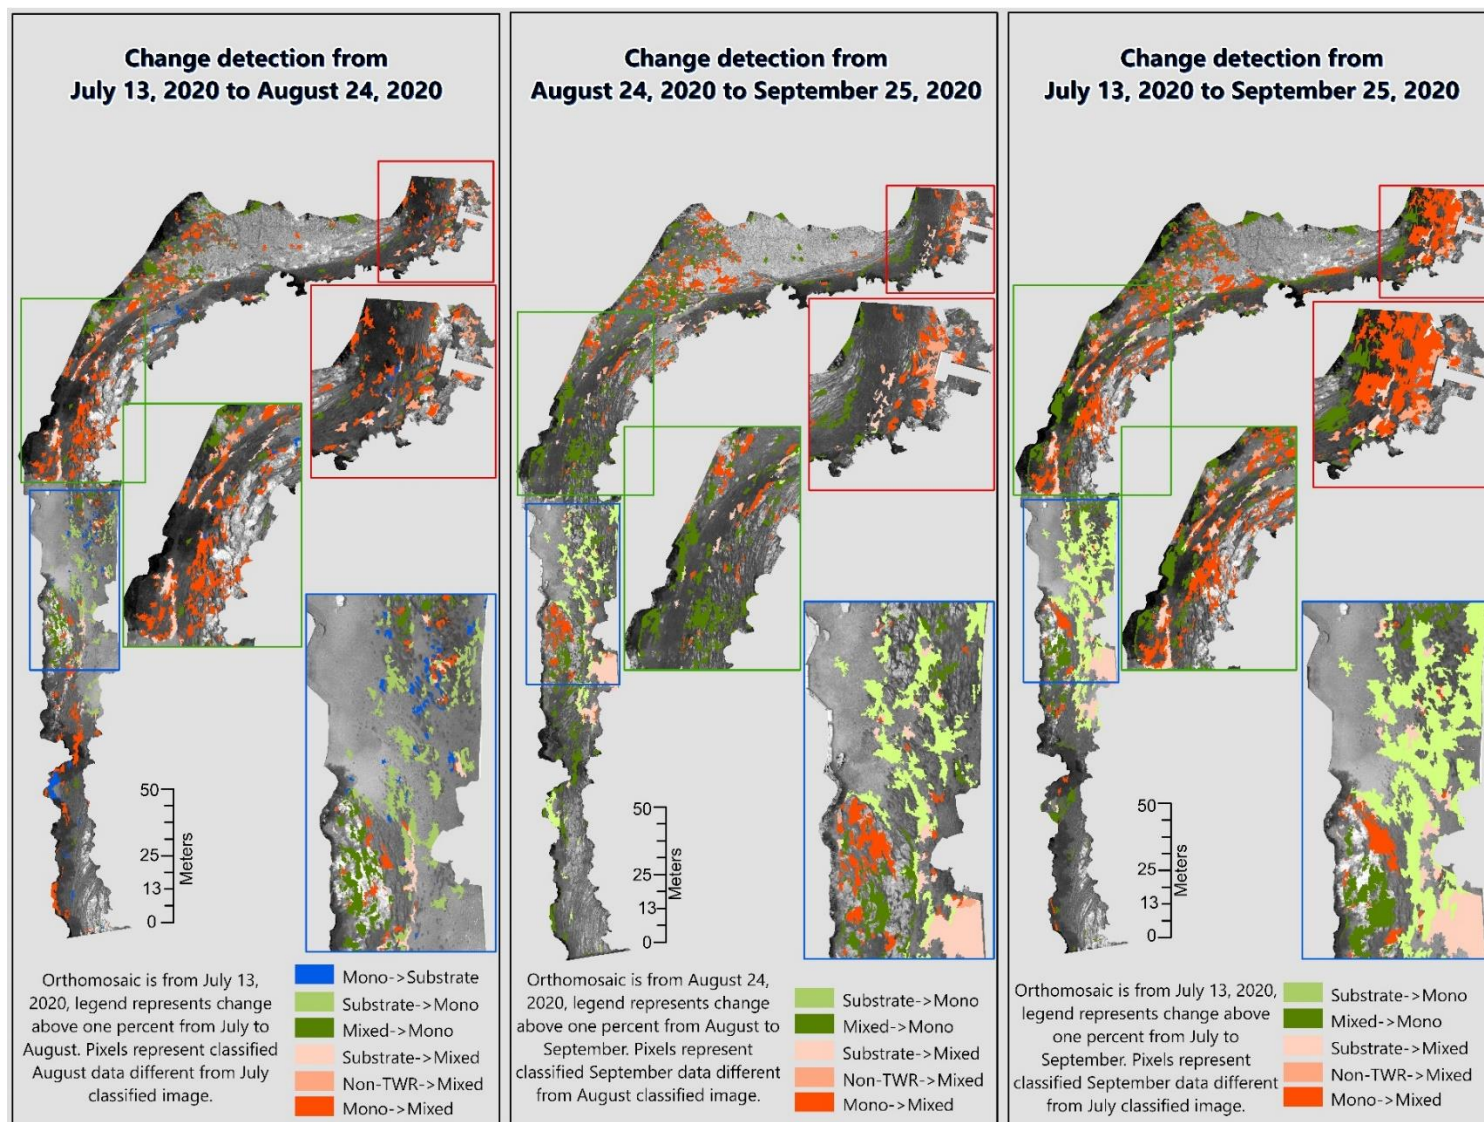 Change detection from
July 13, 2020 to August 24, 2020
50
25
13
0
Meters
Orthomosaic is from July 13,
2020, legend represents change
above one percent from July to
August. Pixels represent classified
August data different from July
classified image.
Mono->Substrate
Substrate->Mono
Mixed->Mono
Substrate->Mixed
Non-TWR->Mixed
Mono->Mixed
Change detection from
August 24, 2020 to September 25, 2020
50
25
13
0
Meters
Orthomosaic is from August 24,
2020, legend represents change
above one percent from August to
September. Pixels represent
classified September data different
from August classified image.
Substrate->Mono
Mixed->Mono
Substrate->Mixed
Non-TWR->Mixed
Mono->Mixed
Change detection from
July 13, 2020 to September 25, 2020
50
25
13
0
Meters
Orthomosaic is from July 13, 2020,
legend represents change above
one percent from July to
September. Pixels represent
classified September data different
from July classified image.
Substrate->Mono
Mixed->Mono
Substrate->Mixed
Non-TWR->Mixed
Mono->Mixed